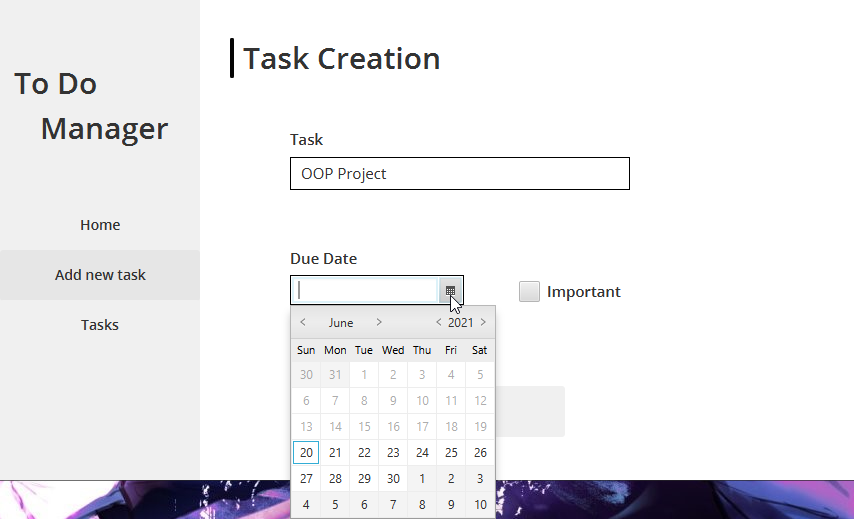 To Do
Manager
Home
Add new task
Tasks
Task Creation
Task
OOP Project
Due Date
Important
< June > < 2021 >
Sun Mon Tue Wed Thu Fri Sat
30 31 1 2 3 4 5
6 7 8 9 10 11 12
13 14 15 16 17 18 19
20 21 22 23 24 25 26
27 28 29 30 1 2 3
4 5 6 7 8 9 10